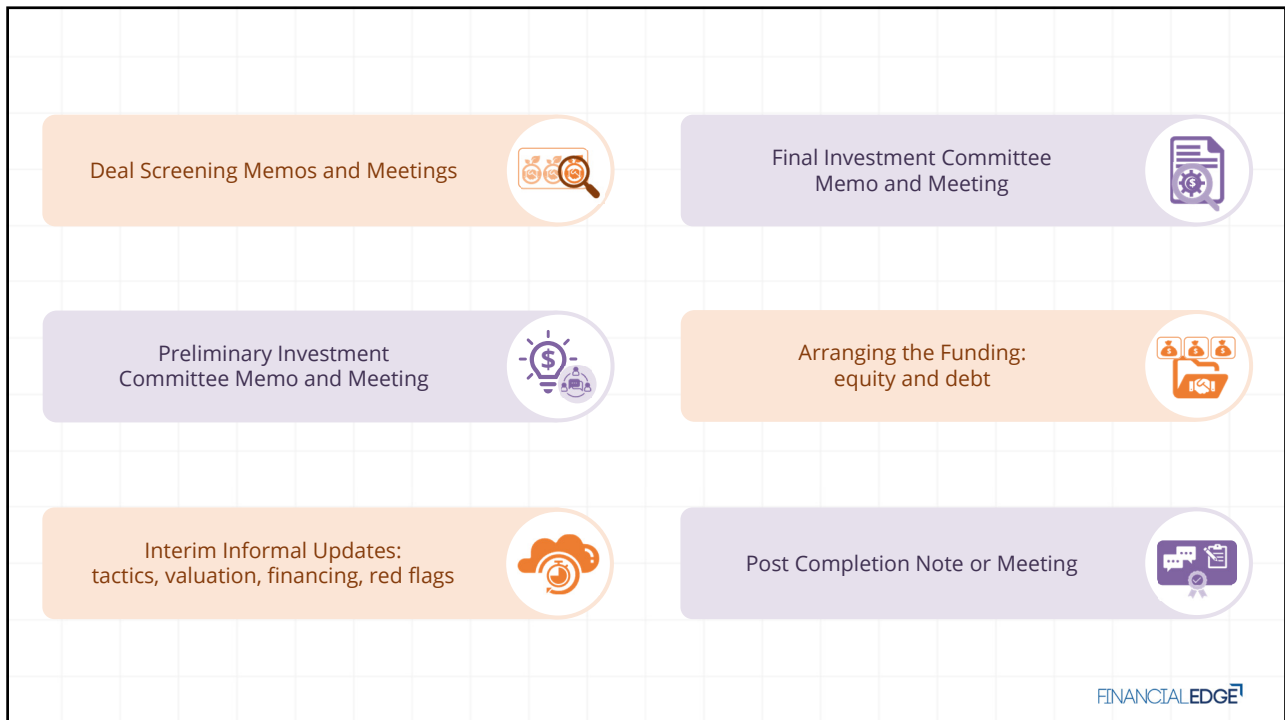 Deal Screening Memos and Meetings
Preliminary Investment
Committee Memo and Meeting
Interim Informal Updates:
tactics, valuation, financing, red flags
Final Investment Committee
Memo and Meeting
Arranging the Funding:
equity and debt
Post Completion Note or Meeting
FINANCIALEDGE